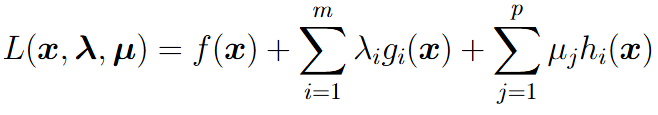 L(𝒙, 𝝀, 𝝁) = f(𝒙) + ∑_{i=1}^{m} λ_i g_i(𝒙) + ∑_{j=1}^{p} μ_j h_i(𝒙)